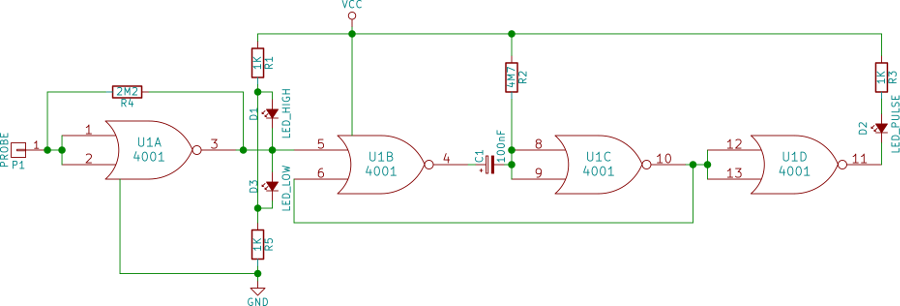 VCC
1K
R1
4M7
R2
1K
R3
2M2
R4
D1
LED_HIGH
D2
LED_PULSE
PROBE
P1
1
1
2
U1A
4001
3
5
6
U1B
4001
4
C1
100nF
+
8
9
U1C
4001
10
12
13
U1D
4001
11
D3
LED_LOW
1K
R5
GND